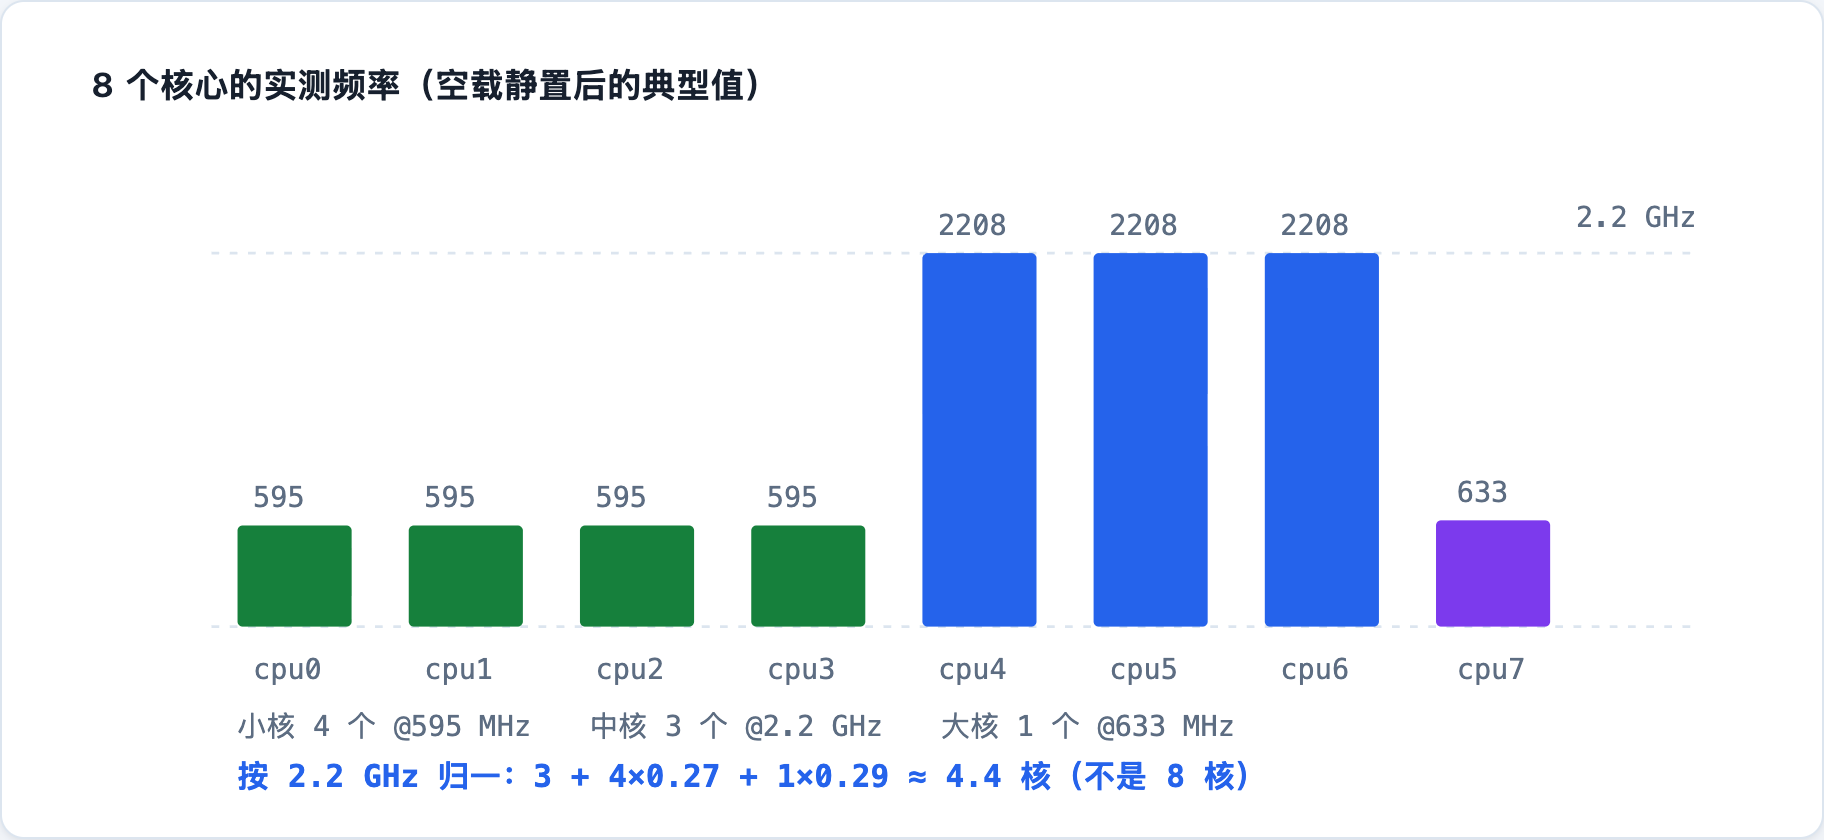 8 个核心的实测频率（空载静置后的典型值）
2.2 GHz
2208 2208 2208
595 595 595 595 633
cpu0 cpu1 cpu2 cpu3 cpu4 cpu5 cpu6 cpu7
小核 4 个 @595 MHz 中核 3 个 @2.2 GHz 大核 1 个 @633 MHz
按 2.2 GHz 归一：3 + 4×0.27 + 1×0.29 ≈ 4.4 核（不是 8 核）